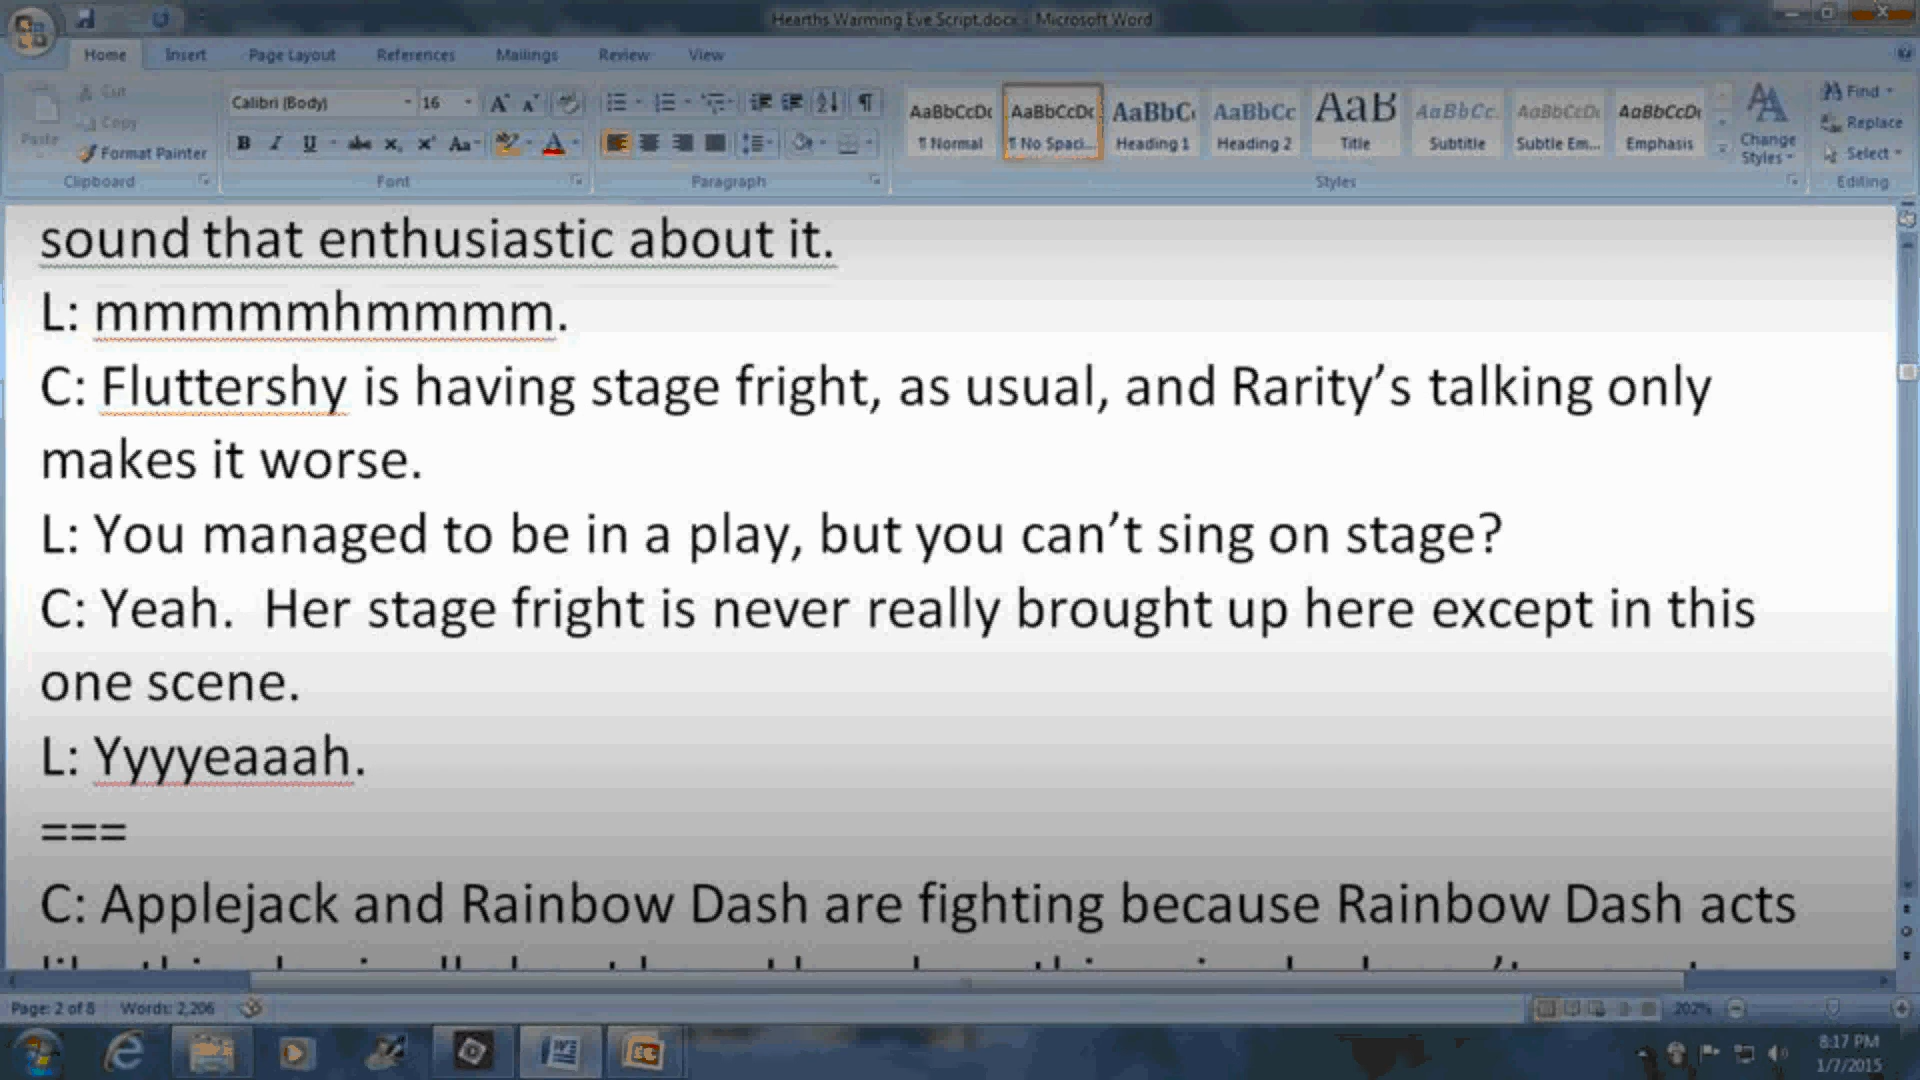 Hearths Warming Eve Script.docx - Microsoft Word
Home Insert Page Layout References Mailings Review View
Cut
Copy
Paste
Format Painter
Clipboard
Calibri (Body) 16
Font
Paragraph
AaBbCcDc AaBbCcDc AaBbC AaBbCc AaB AaBbCc. AaBbCcDc AaBbCcDc
¶ Normal ¶ No Spaci... Heading 1 Heading 2 Title Subtitle Subtle Em... Emphasis
Change Styles
Styles
Find
Replace
Select
Editing
sound that enthusiastic about it.
L: mmmmmhmmmm.
C: Fluttershy is having stage fright, as usual, and Rarity’s talking only
makes it worse.
L: You managed to be in a play, but you can’t sing on stage?
C: Yeah.  Her stage fright is never really brought up here except in this
one scene.
L: Yyyyeaaah.
===
C: Applejack and Rainbow Dash are fighting because Rainbow Dash acts
Page: 2 of 8 Words: 2,206 202%
8:17 PM
1/7/2015